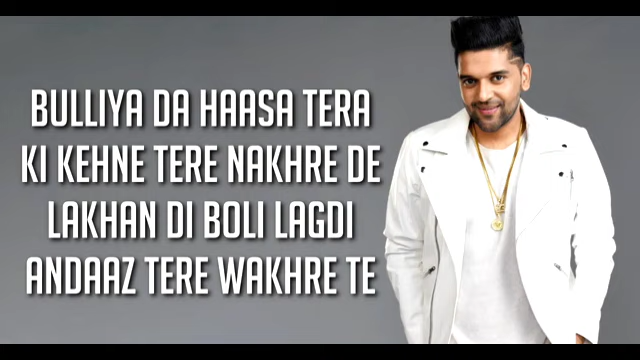 BULLIYA DA HAASA TERA
KI KEHNE TERE NAKHRE DE
LAKHAN DI BOLI LAGDI
ANDAAZ TERE WAKHRE TE